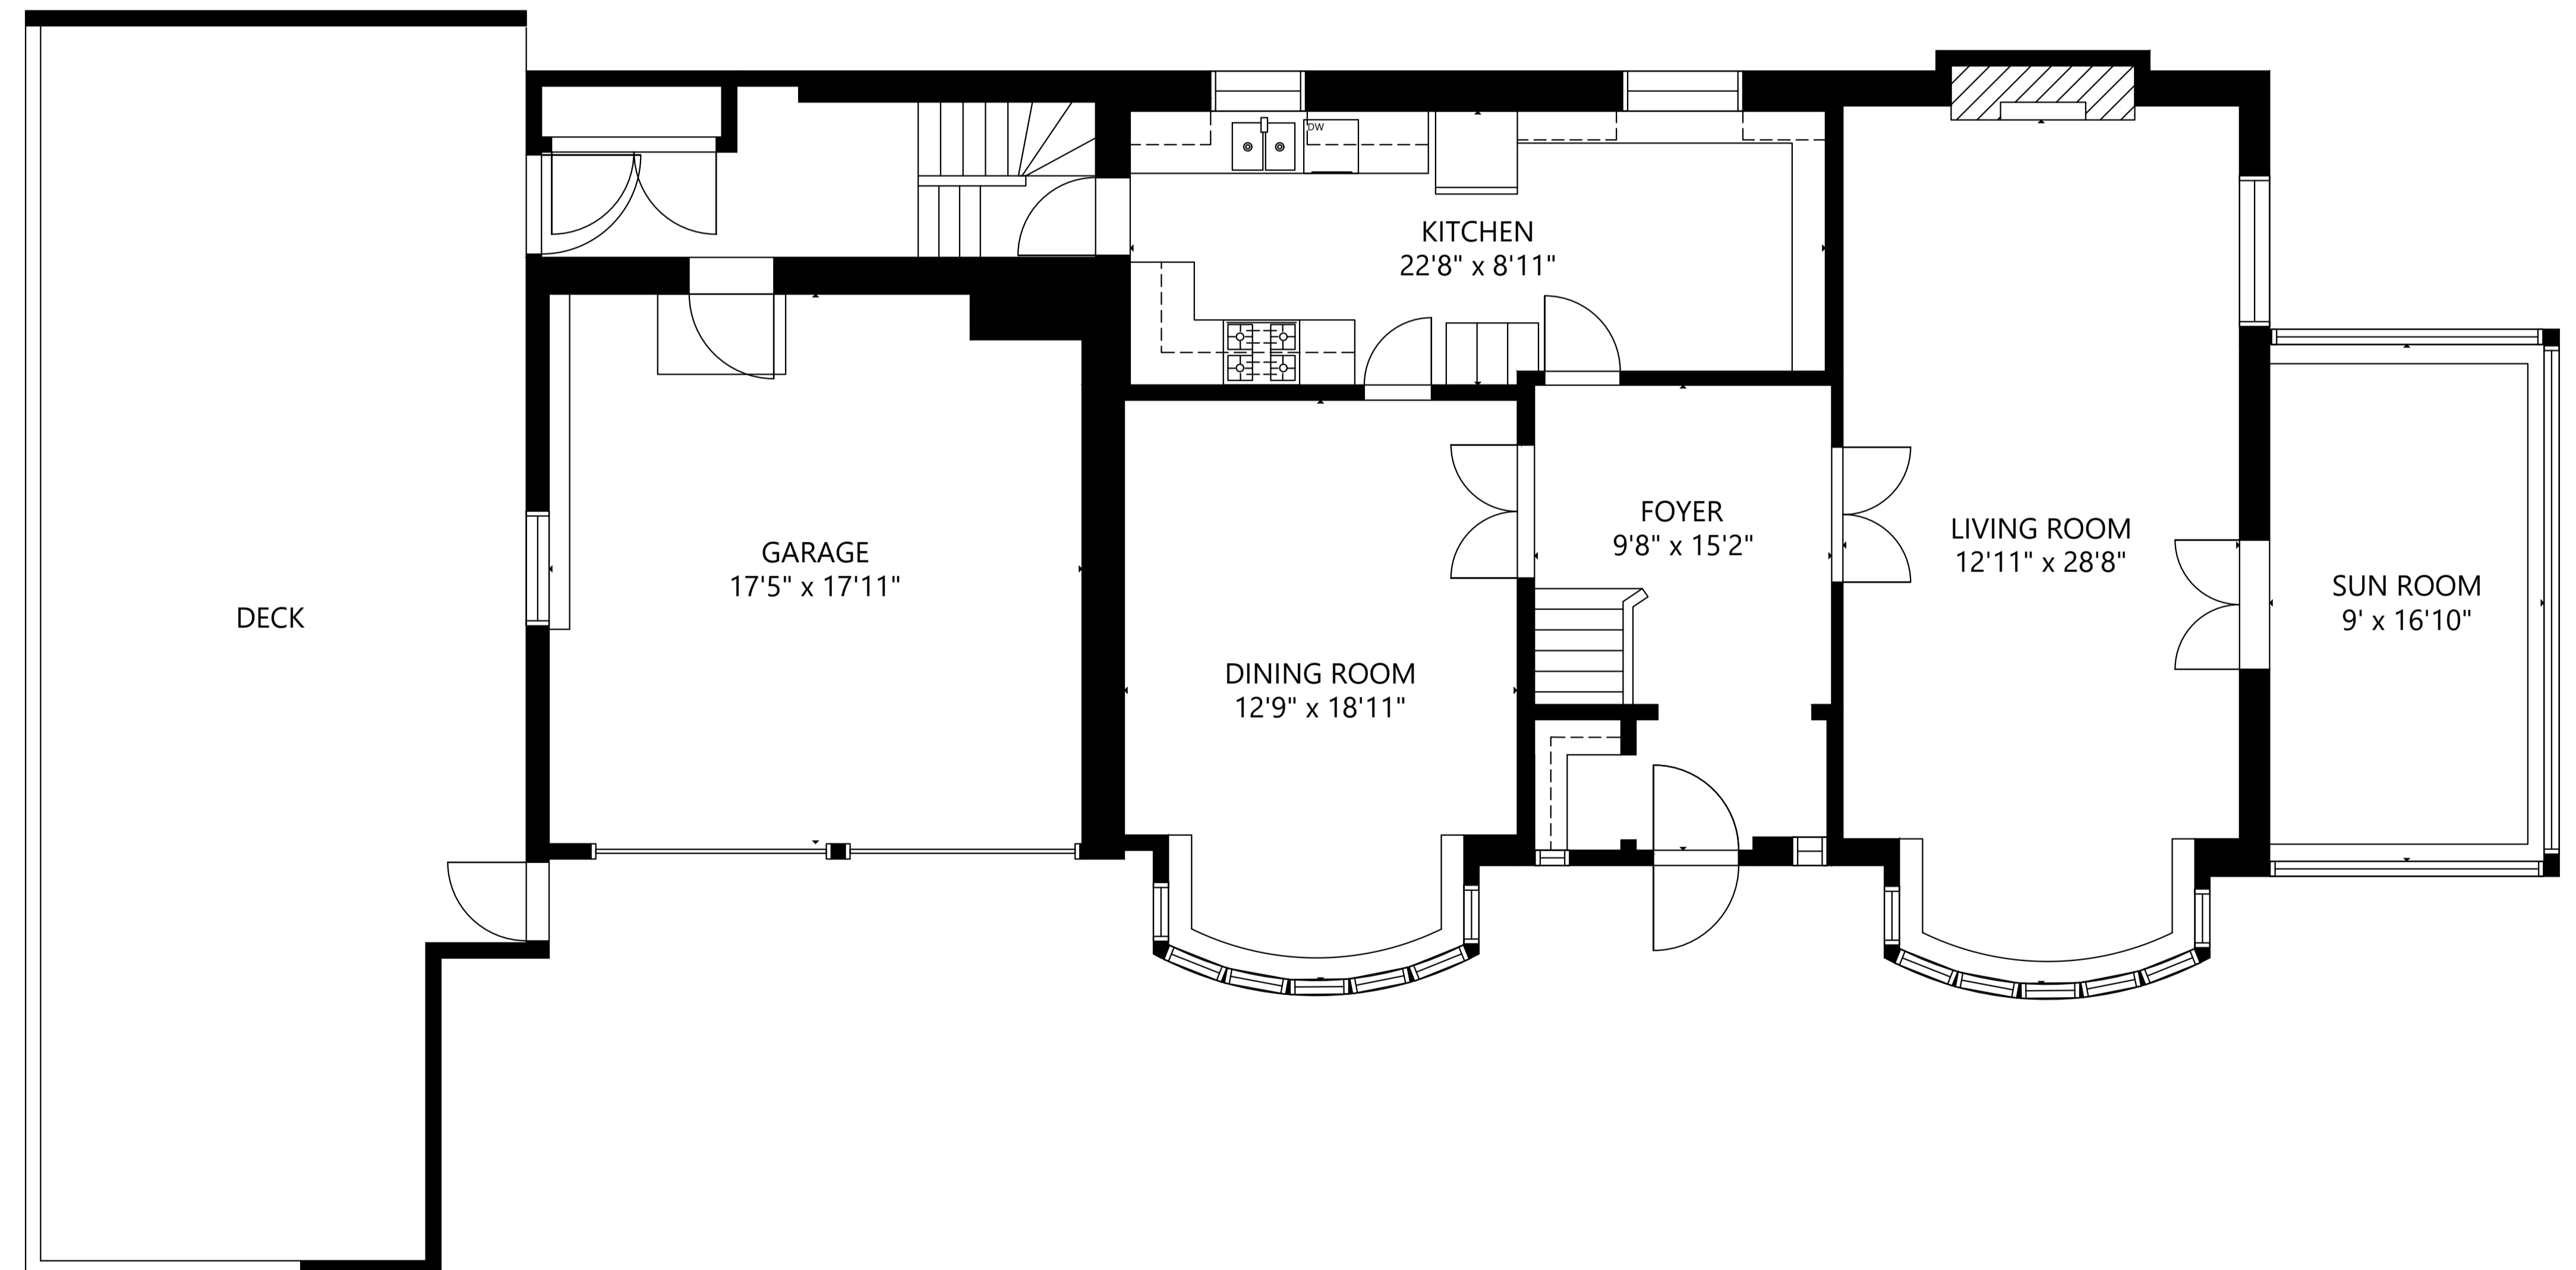 DW
KITCHEN
22'8" x 8'11"
FOYER
9'8" x 15'2"
LIVING ROOM
12'11" x 28'8"
GARAGE
17'5" x 17'11"
SUN ROOM
9' x 16'10"
DECK
DINING ROOM
12'9" x 18'11"